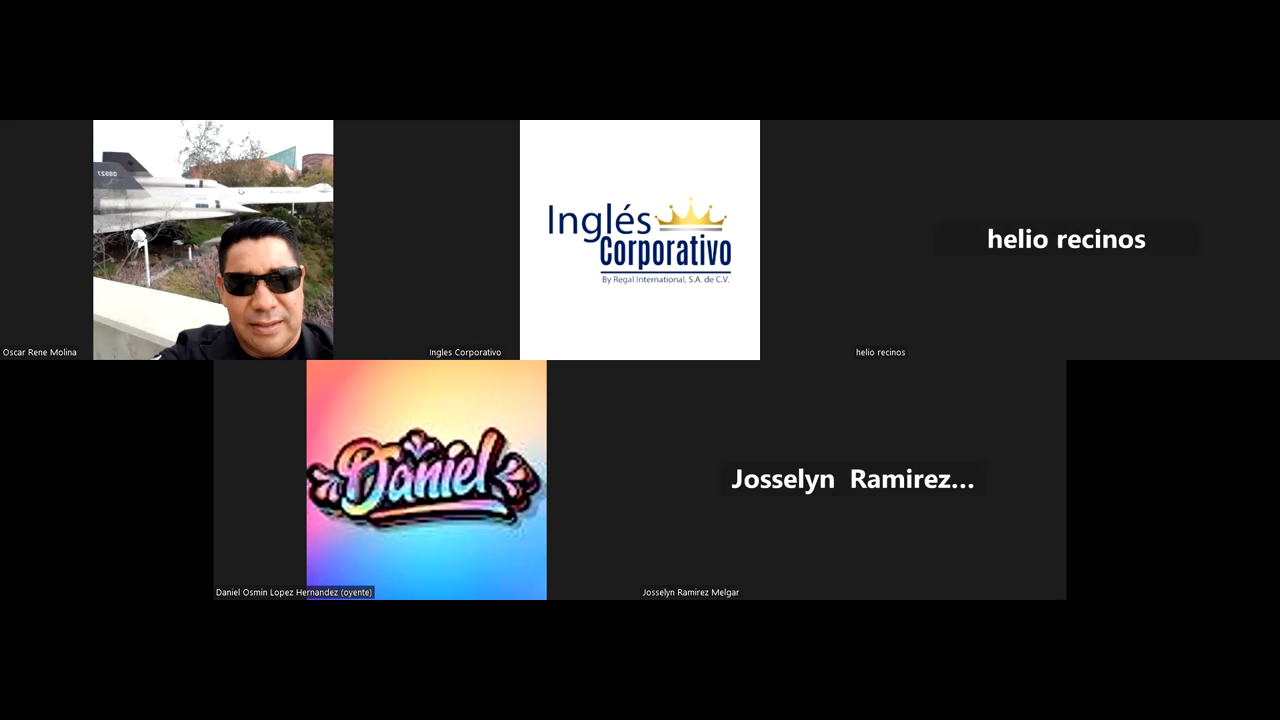 Inglés
Corporativo
By Regal International, S.A. de C.V.
helio recinos
Oscar Rene Molina
Ingles Corporativo
helio recinos
Daniel
Josselyn Ramirez...
Daniel Osmin Lopez Hernandez (oyente)
Josselyn Ramirez Melgar